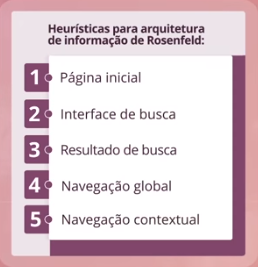 Heurísticas para arquitetura
de informação de Rosenfeld:
1 Página inicial
2 Interface de busca
3 Resultado de busca
4 Navegação global
5 Navegação contextual